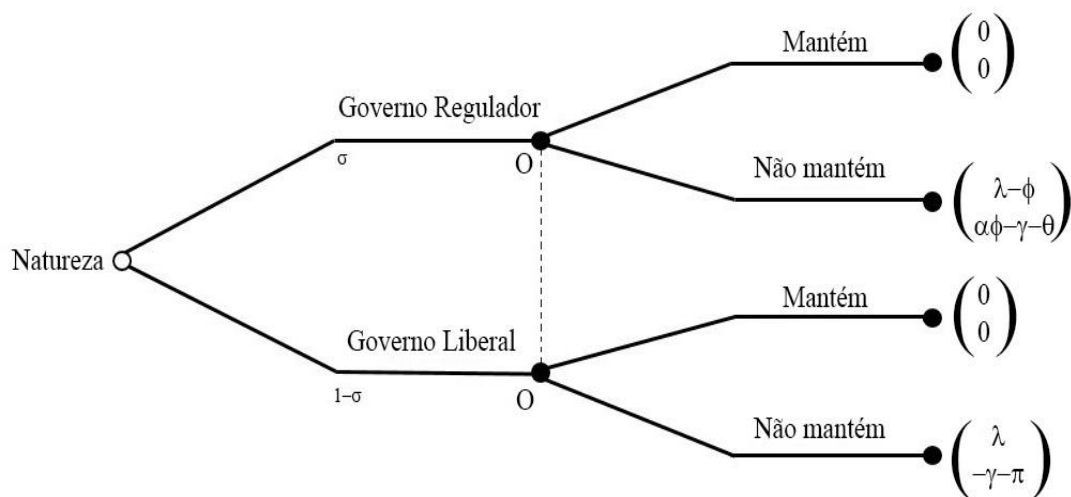 Mantém
0
0
Governo Regulador
σ
O
Não mantém
λ−ϕ
αϕ−γ−θ
Natureza
Mantém
0
0
Governo Liberal
1−σ
O
Não mantém
λ
−γ−π